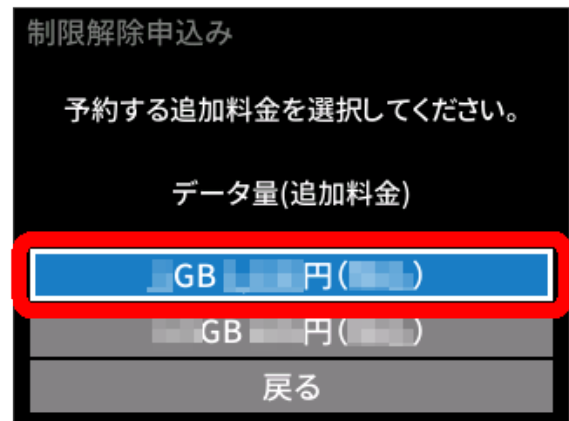 制限解除申込み
予約する追加料金を選択してください。
データ量(追加料金)
GB 円( )
GB 円( )
戻る